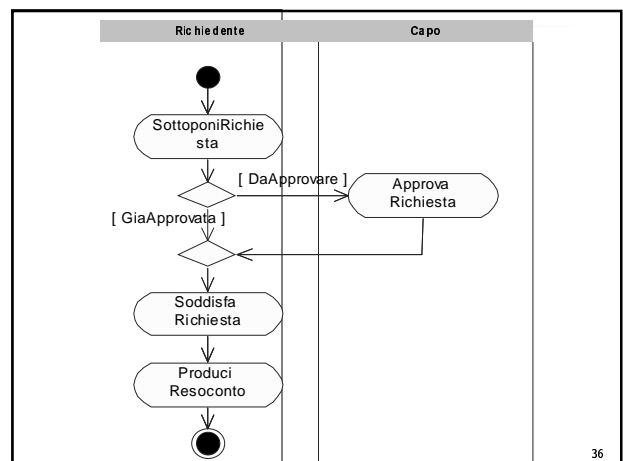 Richiedente
Capo
SottoponiRichie
sta
[ DaApprovare ]
Approva
Richiesta
[ GiaApprovata ]
Soddisfa
Richiesta
Produci
Resoconto
36